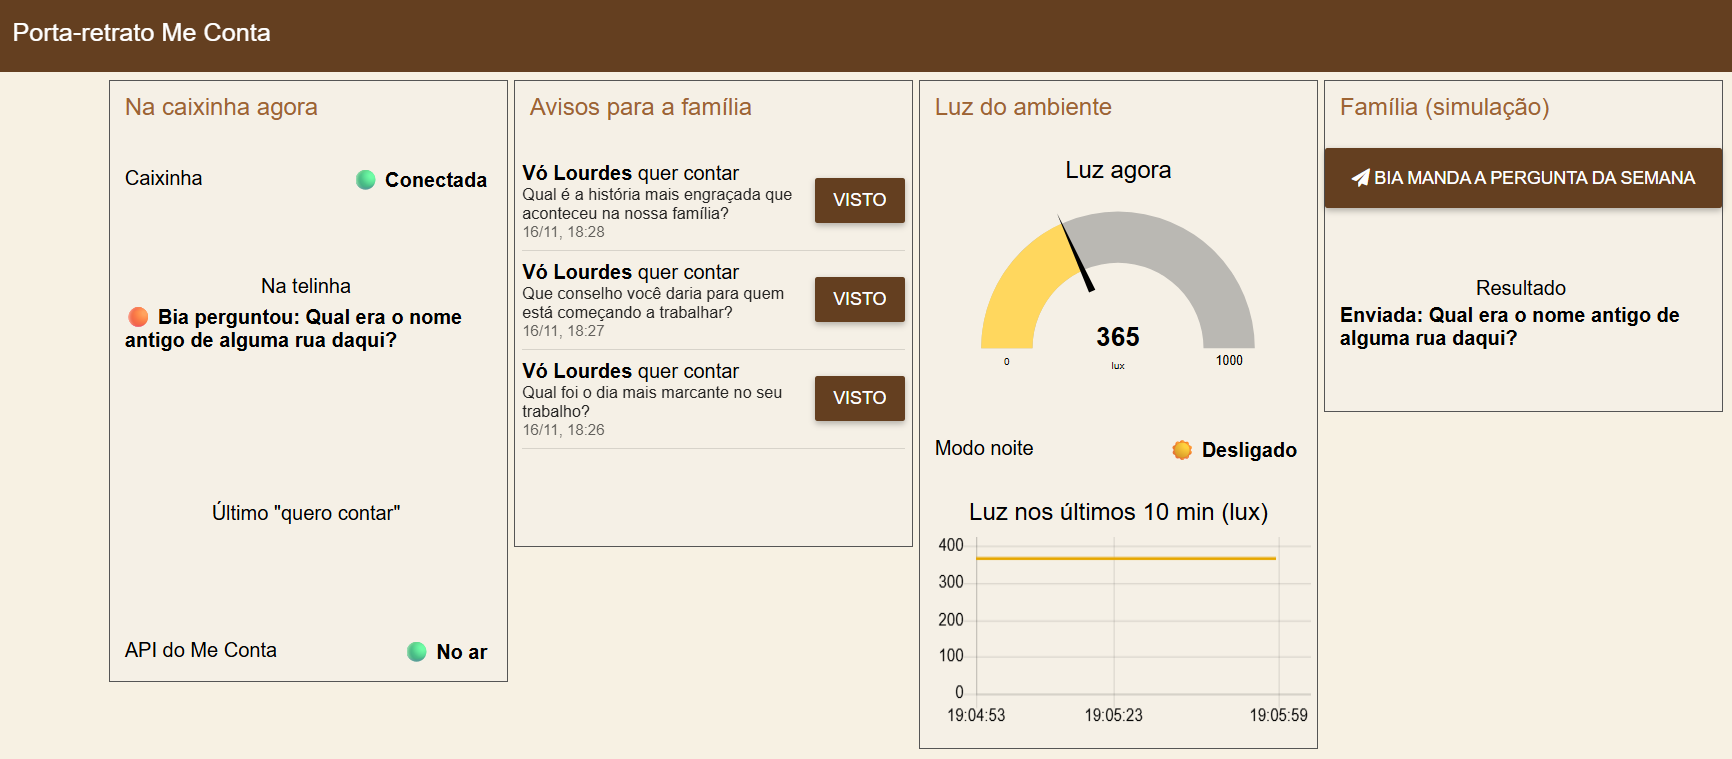 Porta-retrato Me Conta
Na caixinha agora
Caixinha
Conectada
Na telinha
Bia perguntou: Qual era o nome
antigo de alguma rua daqui?
Último "quero contar"
API do Me Conta
No ar
Avisos para a família
Vó Lourdes quer contar
Qual é a história mais engraçada que
aconteceu na nossa família?
16/11, 18:28
VISTO
Vó Lourdes quer contar
Que conselho você daria para quem
está começando a trabalhar?
16/11, 18:27
VISTO
Vó Lourdes quer contar
Qual foi o dia mais marcante no seu
trabalho?
16/11, 18:26
VISTO
Luz do ambiente
Luz agora
365
lux
0
1000
Modo noite
Desligado
Luz nos últimos 10 min (lux)
400
300
200
100
0
19:04:53
19:05:23
19:05:59
Família (simulação)
BIA MANDA A PERGUNTA DA SEMANA
Resultado
Enviada: Qual era o nome antigo de
alguma rua daqui?